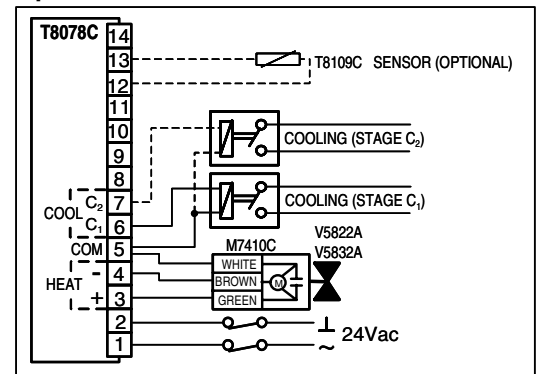 T8078C
14
13
T8109C SENSOR (OPTIONAL)
12
11
10
COOLING (STAGE C₂)
9
8
C₂ 7
COOL
C₁ 6
COOLING (STAGE C₁)
COM 5
M7410C
V5822A
V5832A
WHITE
- 4
BROWN
M
HEAT
+ 3
GREEN
2
24Vac
1
~